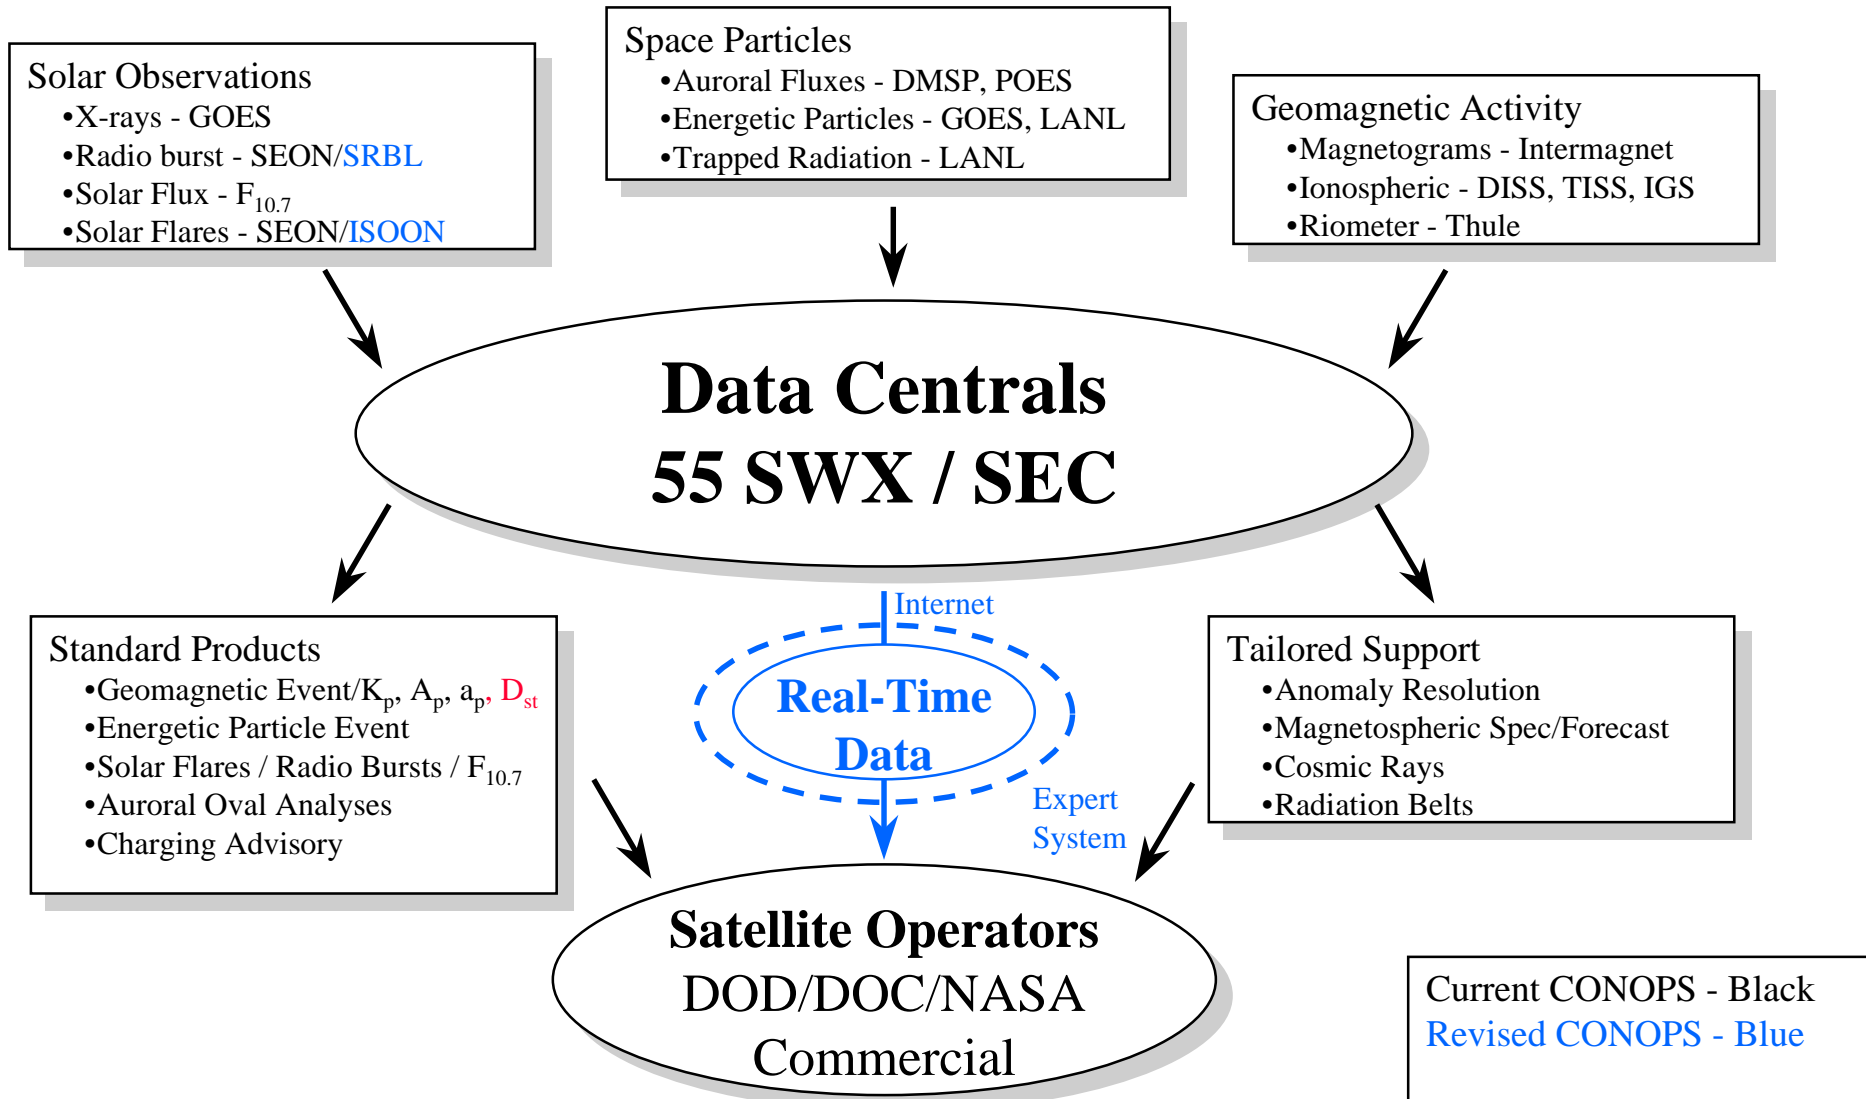 Solar Observations
•X-rays - GOES
•Radio burst - SEON/SRBL
•Solar Flux - F10.7
•Solar Flares - SEON/ISOON
Space Particles
•Auroral Fluxes - DMSP, POES
•Energetic Particles - GOES, LANL
•Trapped Radiation - LANL
Geomagnetic Activity
•Magnetograms - Intermagnet
•Ionospheric - DISS, TISS, IGS
•Riometer - Thule
Data Centrals
55 SWX / SEC
Standard Products
•Geomagnetic Event/Kp, Ap, ap, Dst
•Energetic Particle Event
•Solar Flares / Radio Bursts / F10.7
•Auroral Oval Analyses
•Charging Advisory
Internet
Real-Time
Data
Expert
System
Tailored Support
•Anomaly Resolution
•Magnetospheric Spec/Forecast
•Cosmic Rays
•Radiation Belts
Satellite Operators
DOD/DOC/NASA
Commercial
Current CONOPS - Black
Revised CONOPS - Blue